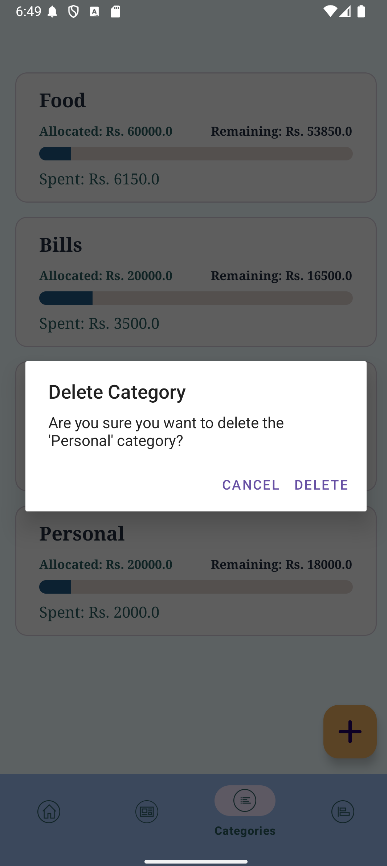 6:49
Food
Allocated: Rs. 60000.0 Remaining: Rs. 53850.0
Spent: Rs. 6150.0
Bills
Allocated: Rs. 20000.0 Remaining: Rs. 16500.0
Spent: Rs. 3500.0
Delete Category
Are you sure you want to delete the
'Personal' category?
CANCEL DELETE
Personal
Allocated: Rs. 20000.0 Remaining: Rs. 18000.0
Spent: Rs. 2000.0
Categories